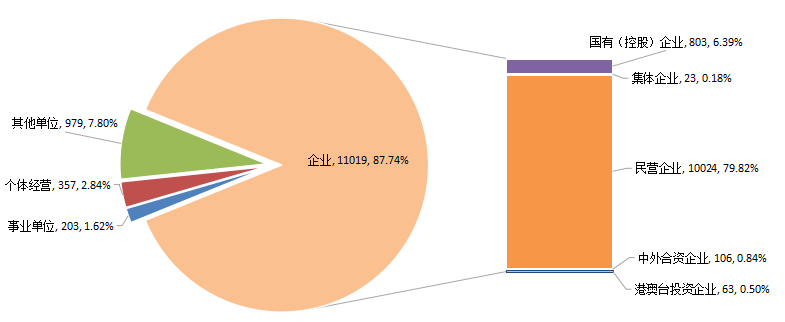 国有（控股）企业, 803, 6.39%
集体企业, 23, 0.18%
其他单位, 979, 7.80%
企业, 11019, 87.74%
民营企业, 10024, 79.82%
个体经营, 357, 2.84%
事业单位, 203, 1.62%
中外合资企业, 106, 0.84%
港澳台投资企业, 63, 0.50%